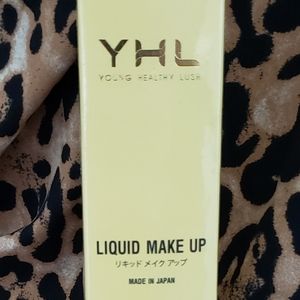 YHL
YOUNG HEALTHY LUSH
LIQUID MAKE UP
リキッド メイク アップ
MADE IN JAPAN